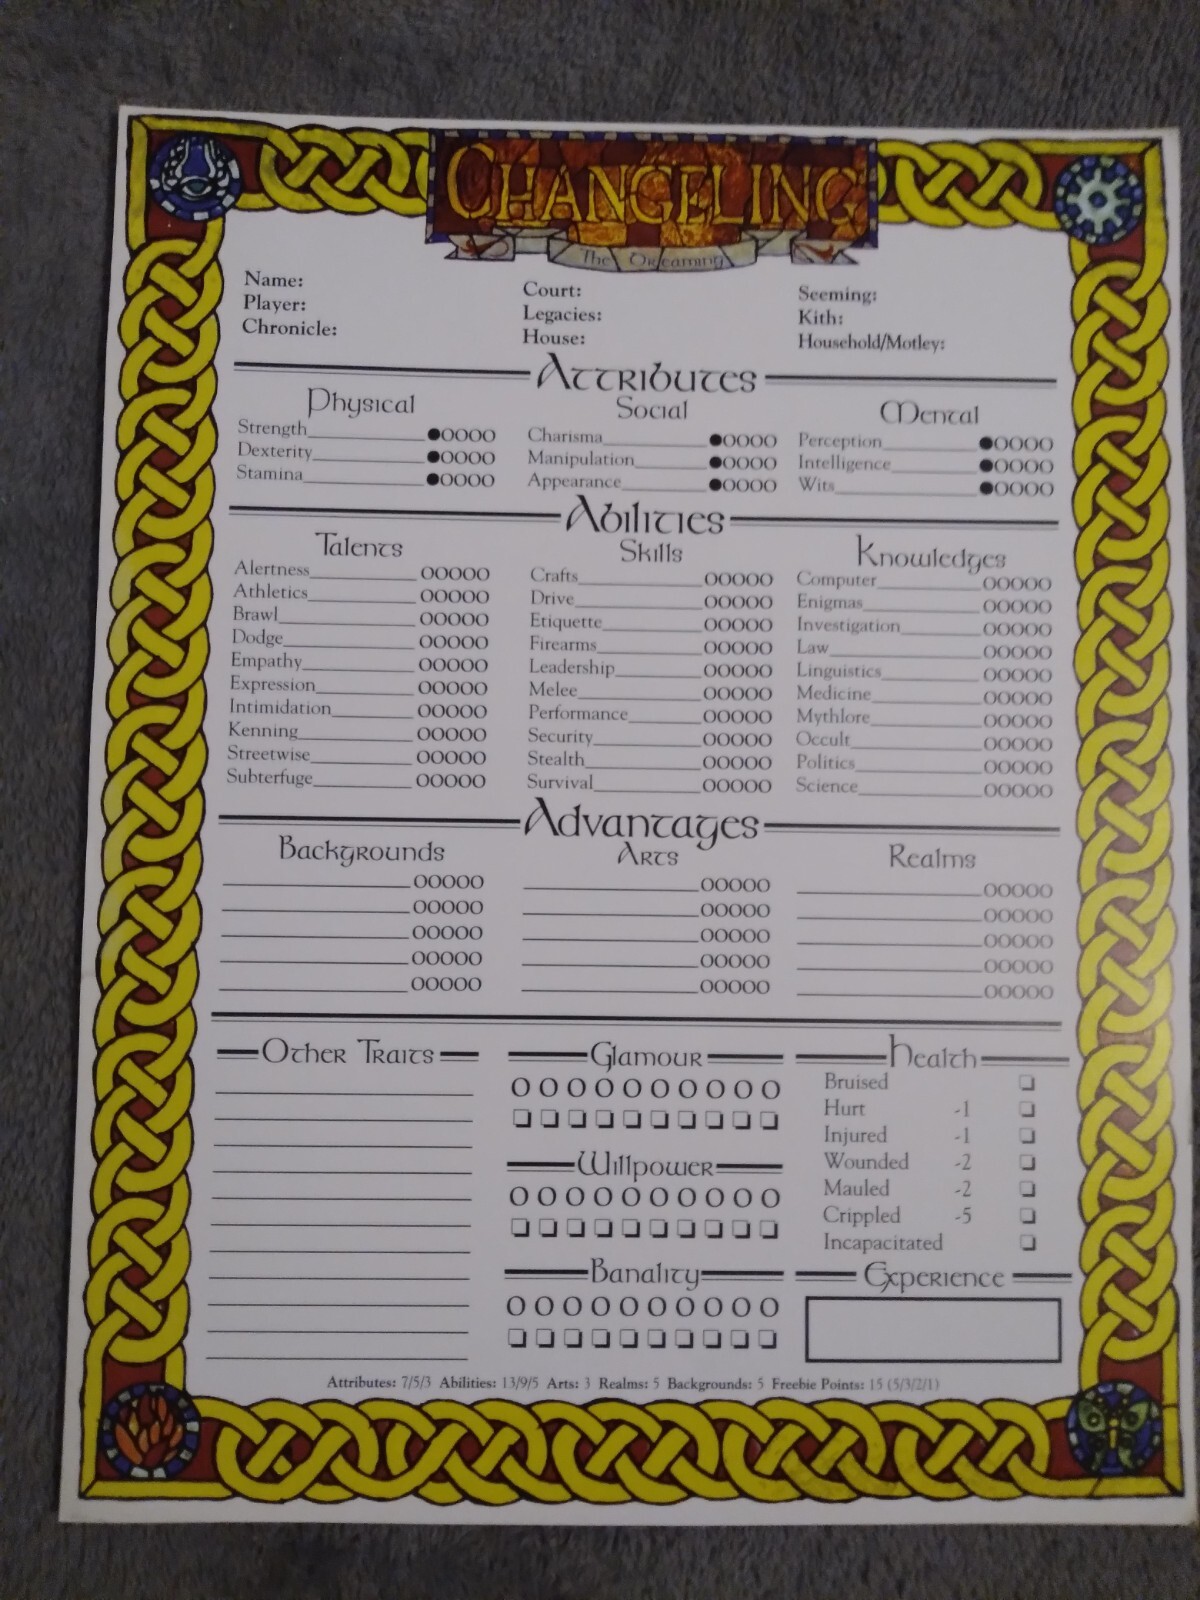 CHANGELING
The Dreaming
Name: Court: Seeming:
Player: Legacies: Kith:
Chronicle: House: Household/Motley:
Attributes
Physical Social Mental
Strength Charisma Perception
Dexterity Manipulation Intelligence
Stamina Appearance Wits
Abilities
Talents Skills Knowledges
Alertness Crafts Computer
Athletics Drive Enigmas
Brawl Etiquette Investigation
Dodge Firearms Law
Empathy Leadership Linguistics
Expression Melee Medicine
Intimidation Performance Mythlore
Kenning Security Occult
Streetwise Stealth Politics
Subterfuge Survival Science
Advantages
Backgrounds Arts Realms
Other Traits
Glamour
Willpower
Banality
Health
Bruised
Hurt -1
Injured -1
Wounded -2
Mauled -2
Crippled -5
Incapacitated
Experience
Attributes: 7/5/3 Abilities: 13/9/5 Arts: 3 Realms: 5 Backgrounds: 5 Freebie Points: 15 (5/3/2/1)